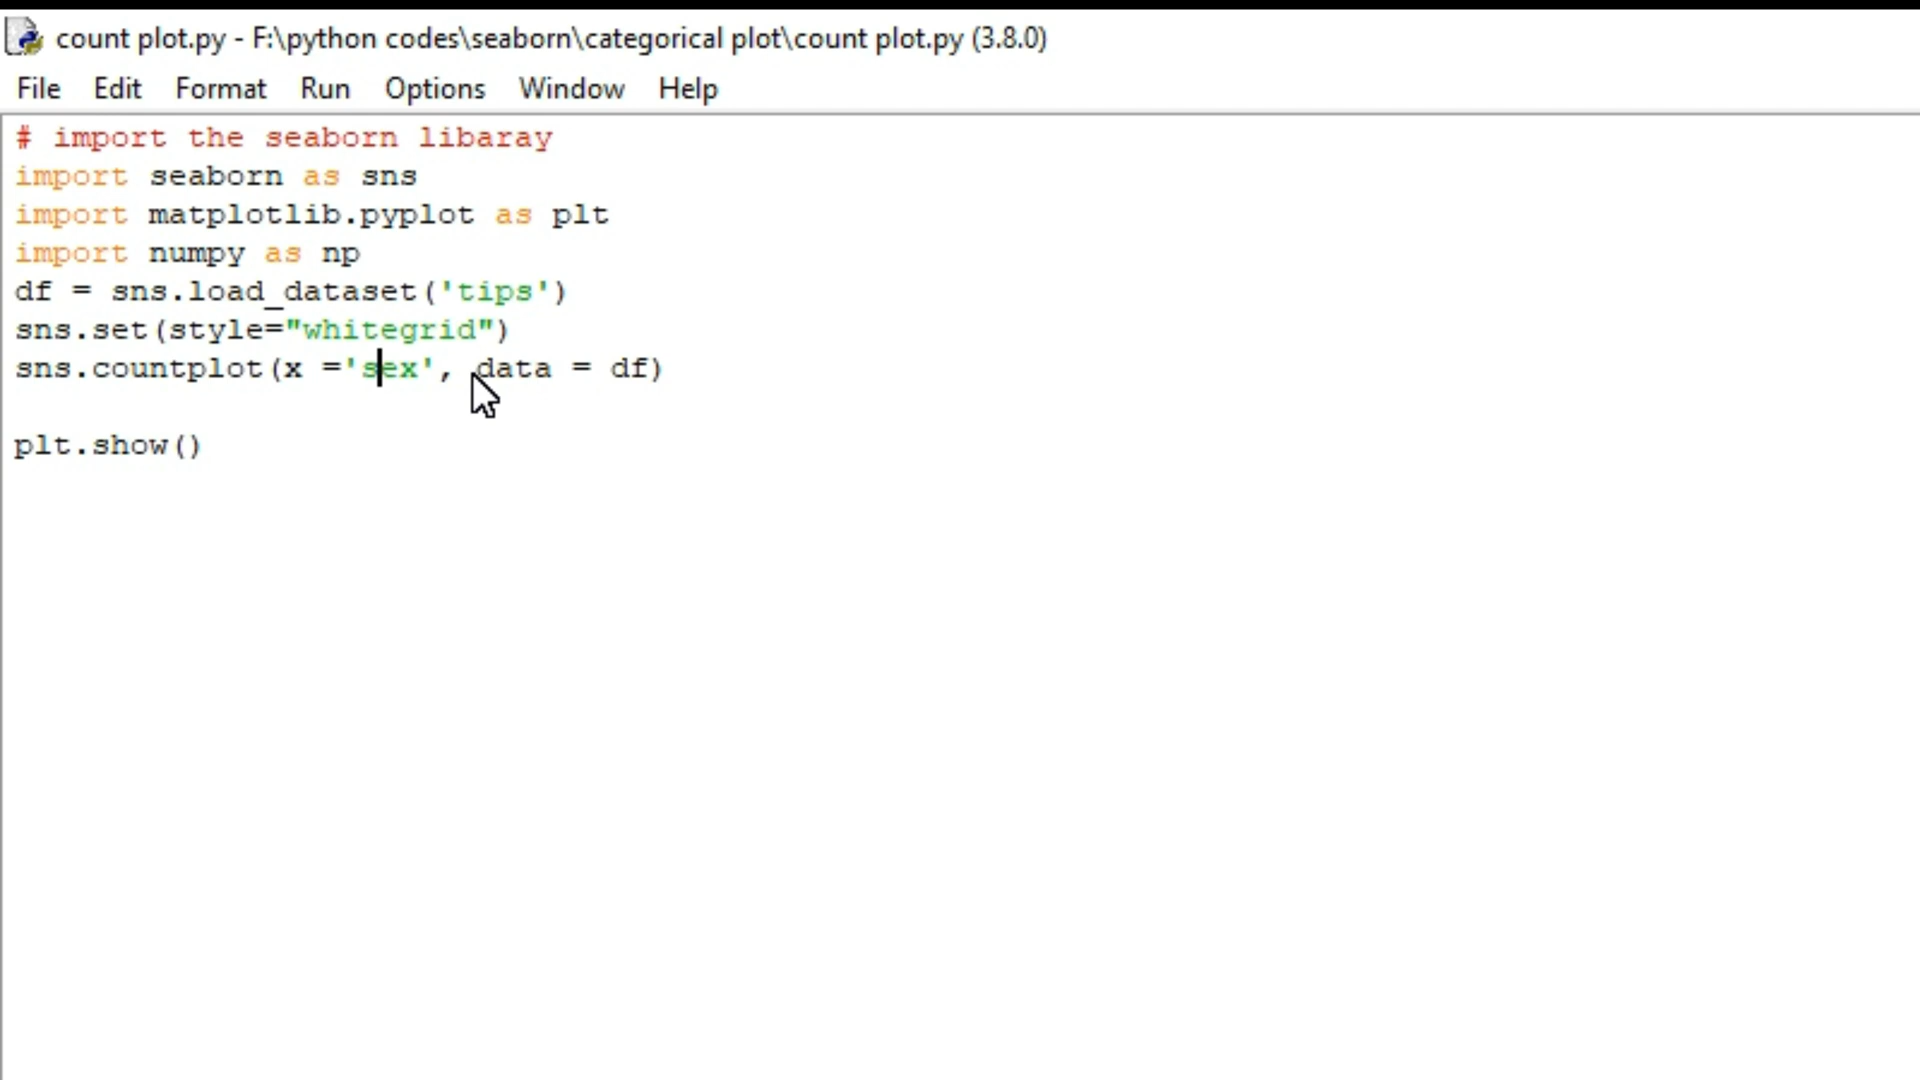 count plot.py - F:\python codes\seaborn\categorical plot\count plot.py (3.8.0)
File Edit Format Run Options Window Help
# import the seaborn libaray
import seaborn as sns
import matplotlib.pyplot as plt
import numpy as np
df = sns.load_dataset('tips')
sns.set(style="whitegrid")
sns.countplot(x ='sex', data = df)
plt.show()